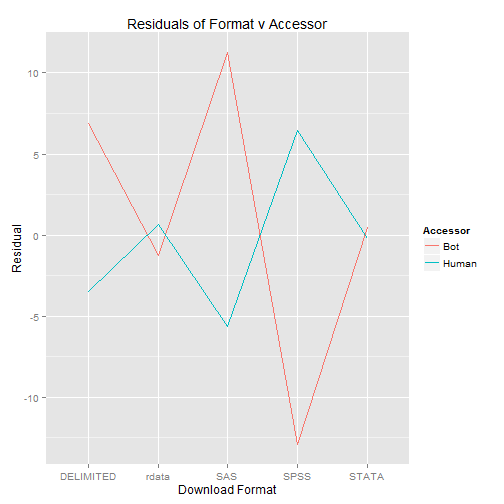 Residuals of Format v Accessor
10
5
0
-5
-10
Residual
DELIMITED rdata SAS SPSS STATA
Download Format
Accessor
Bot
Human